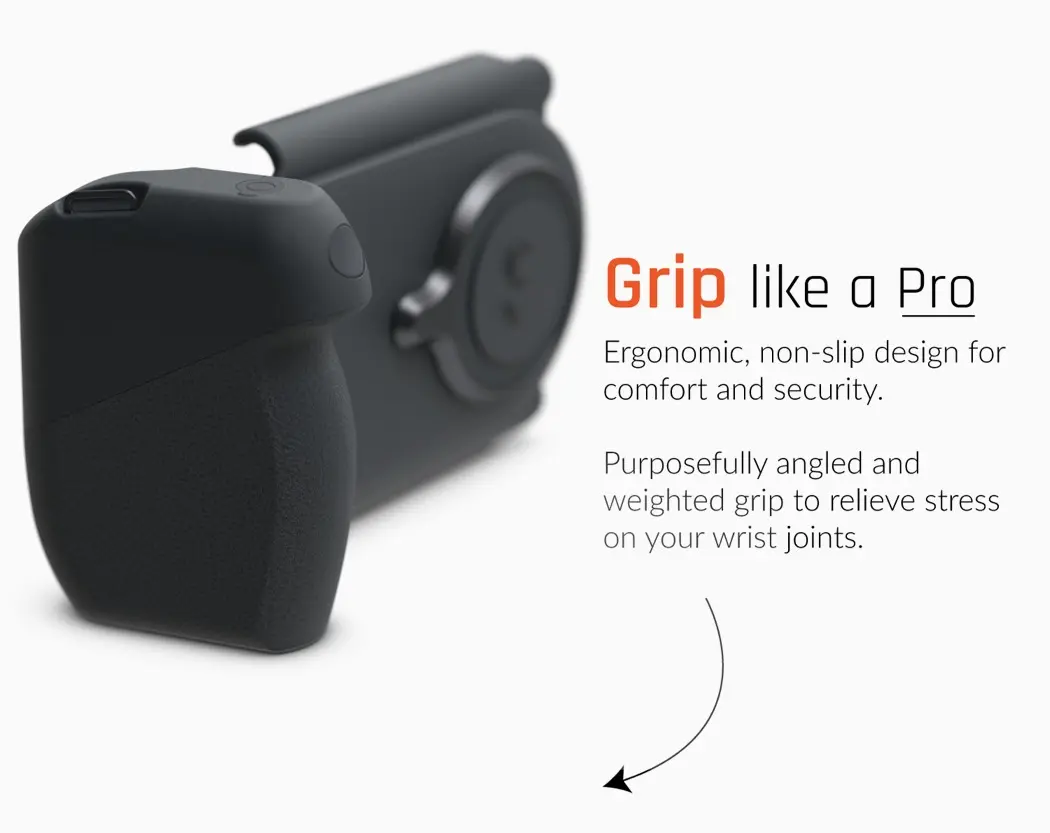 Grip like a Pro
Ergonomic, non-slip design for
comfort and security.
Purposefully angled and
weighted grip to relieve stress
on your wrist joints.